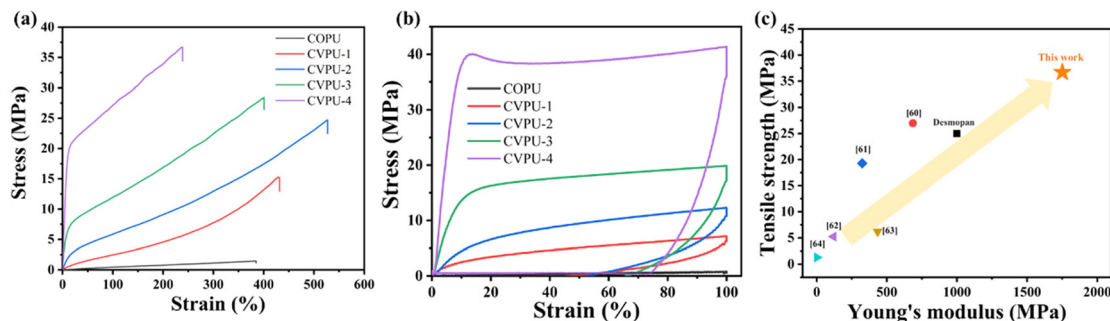 (a)
COPU
CVPU-1
CVPU-2
CVPU-3
CVPU-4
40
35
30
25
20
15
10
5
0
Stress (MPa)
0 100 200 300 400 500 600
Strain (%)
(b)
COPU
CVPU-1
CVPU-2
CVPU-3
CVPU-4
40
30
20
10
0
Stress (MPa)
0 20 40 60 80 100
Strain (%)
(c)
This work
[60]
Desmopan
[61]
[62]
[63]
[64]
45
40
35
30
25
20
15
10
5
0
Tensile strength (MPa)
0 500 1000 1500 2000
Young's modulus (MPa)